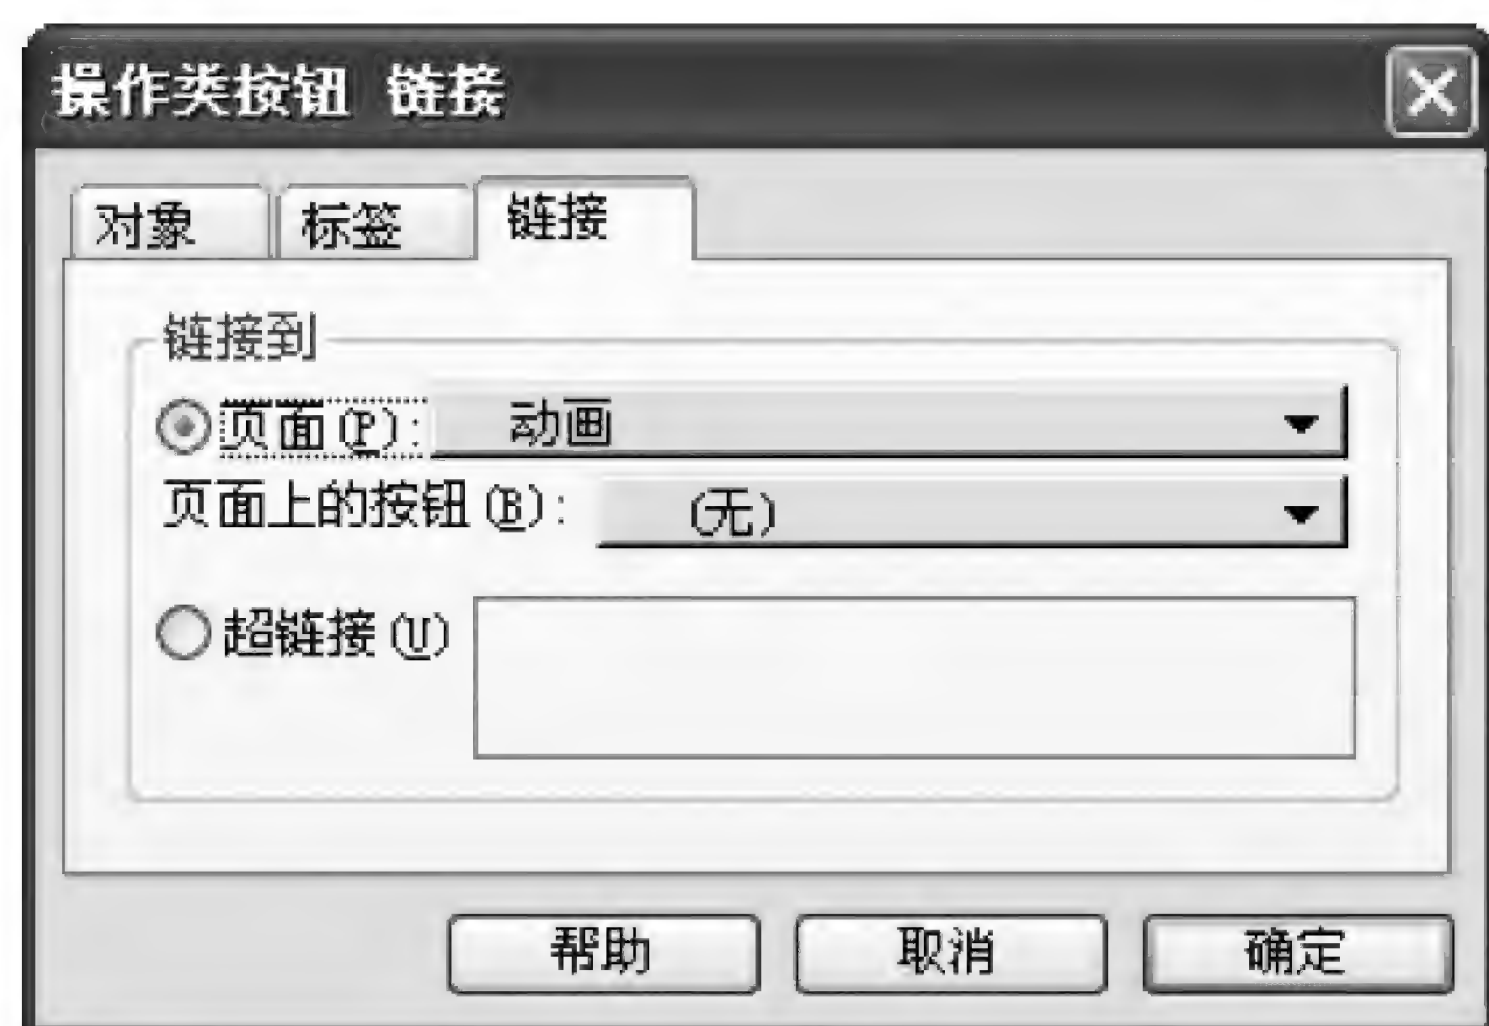 操作类按钮 链接
对象 标签 链接
链接到
页面(P): 动画
页面上的按钮(B): (无)
超链接(U)
帮助 取消 确定